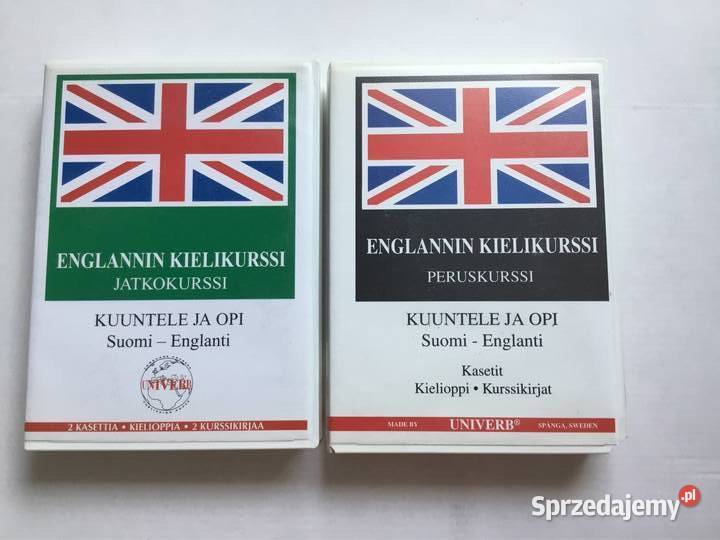 ENGLANNIN KIELIKURSSI
JATKOKURSSI
KUUNTELE JA OPI
Suomi – Englanti
UNIVERB
2 KASETTIA • KIELIOPPIA • 2 KURSSIKIRJAA
ENGLANNIN KIELIKURSSI
PERUSKURSSI
KUUNTELE JA OPI
Suomi - Englanti
Kasetit
Kielioppi • Kurssikirjat
MADE BY UNIVERB® SPÅNGA, SWEDEN
Sprzedajemy.pl